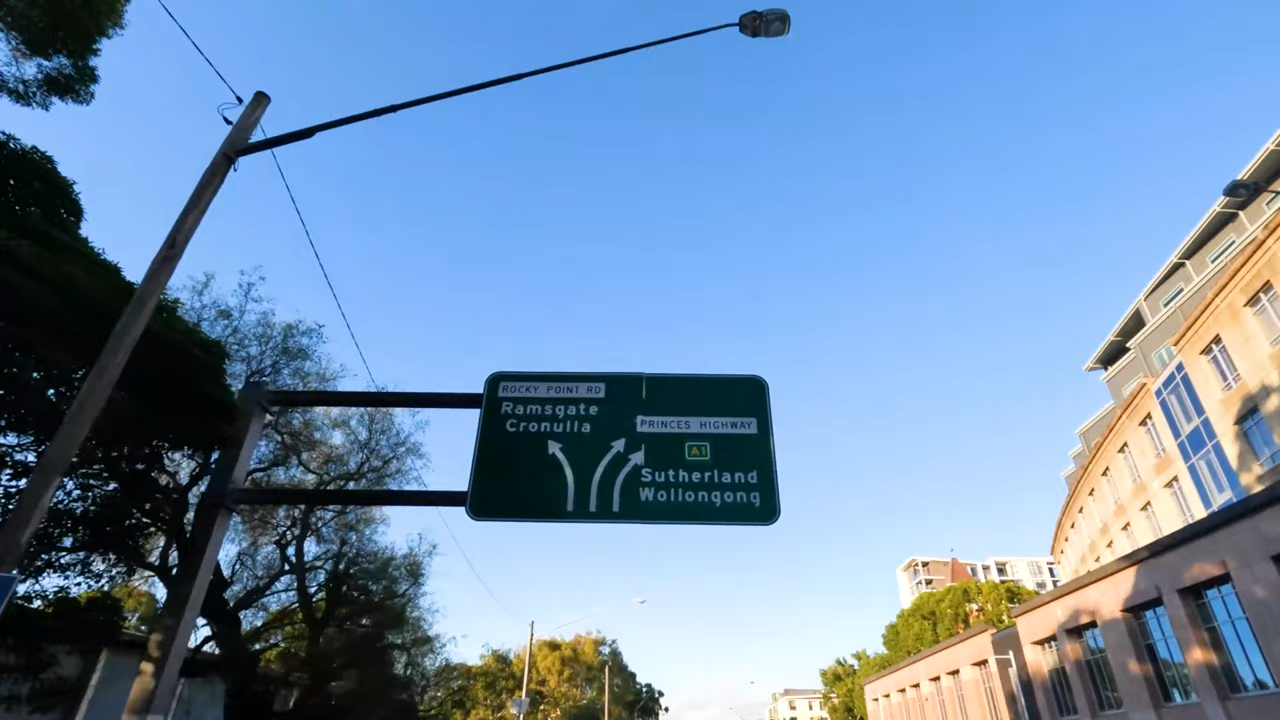 ROCKY POINT RD
Ramsgate
Cronulla
PRINCES HIGHWAY
A1
Sutherland
Wollongong